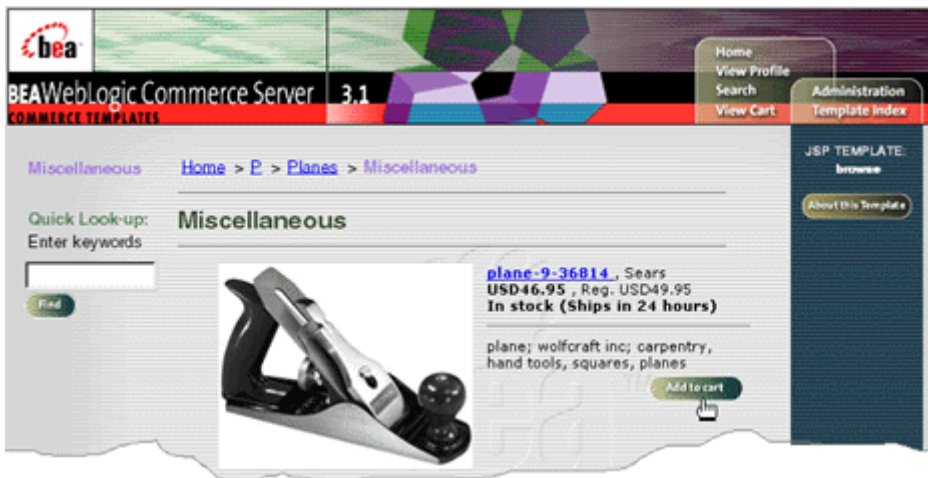 bea
BEAWebLogic Commerce Server 3.1
COMMERCE TEMPLATES
Home
View Profile
Search
View Cart
Administration
Template Index
JSP TEMPLATE:
browse
About this Template
Miscellaneous
Home > P > Planes > Miscellaneous
Quick Look-up:
Enter keywords
Find
Miscellaneous
plane-9-36814 , Sears
USD46.95 , Reg. USD49.95
In stock (Ships in 24 hours)
plane; wolfcraft inc; carpentry,
hand tools, squares, planes
Add to cart